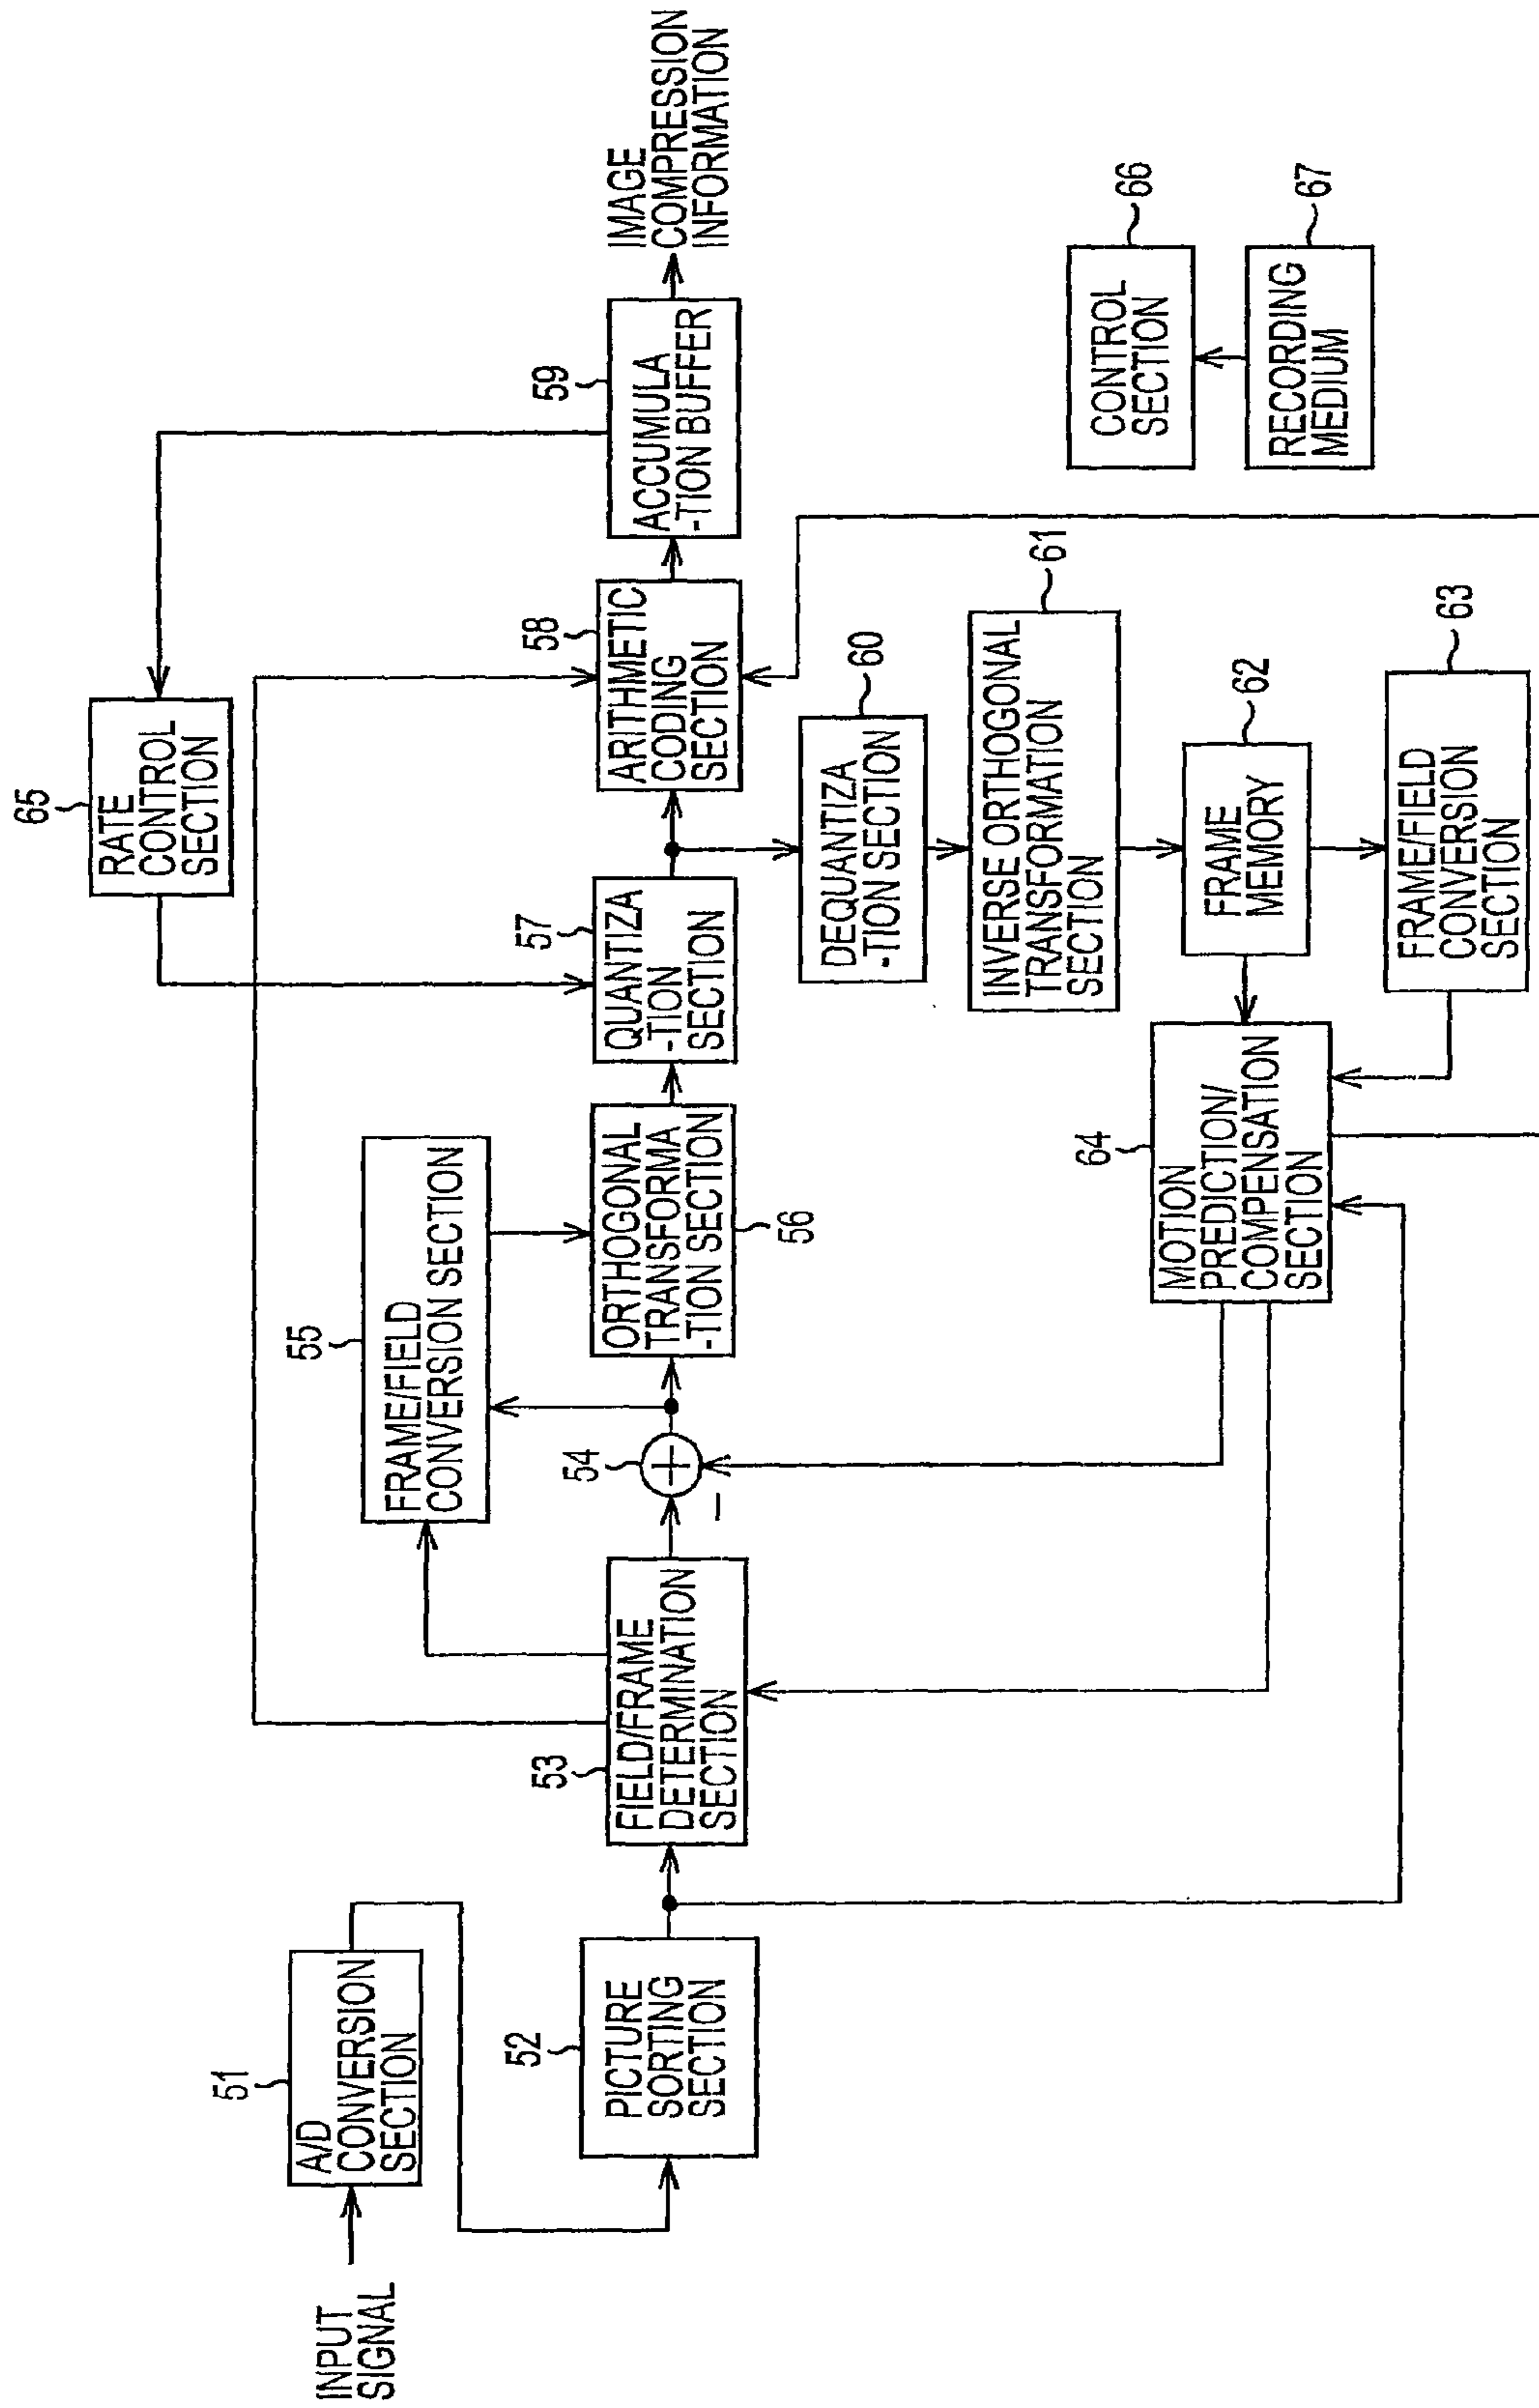 INPUT
SIGNAL
51
A/D
CONVERSION
SECTION
52
PICTURE
SORTING
SECTION
53
FIELD/FRAME
DETERMINATION
SECTION
54
−
55
FRAME/FIELD
CONVERSION SECTION
ORTHOGONAL
TRANSFORMA
-TION SECTION
56
57
QUANTIZA
-TION
SECTION
65
RATE
CONTROL
SECTION
58
ARITHMETIC
CODING
SECTION
59
ACCUMULA
-TION BUFFER
IMAGE
COMPRESSION
INFORMATION
60
DEQUANTIZA
-TION SECTION
61
INVERSE ORTHOGONAL
TRANSFORMATION
SECTION
62
FRAME
MEMORY
63
FRAME/FIELD
CONVERSION
SECTION
64
MOTION
PREDICTION/
COMPENSATION
SECTION
66
CONTROL
SECTION
67
RECORDING
MEDIUM